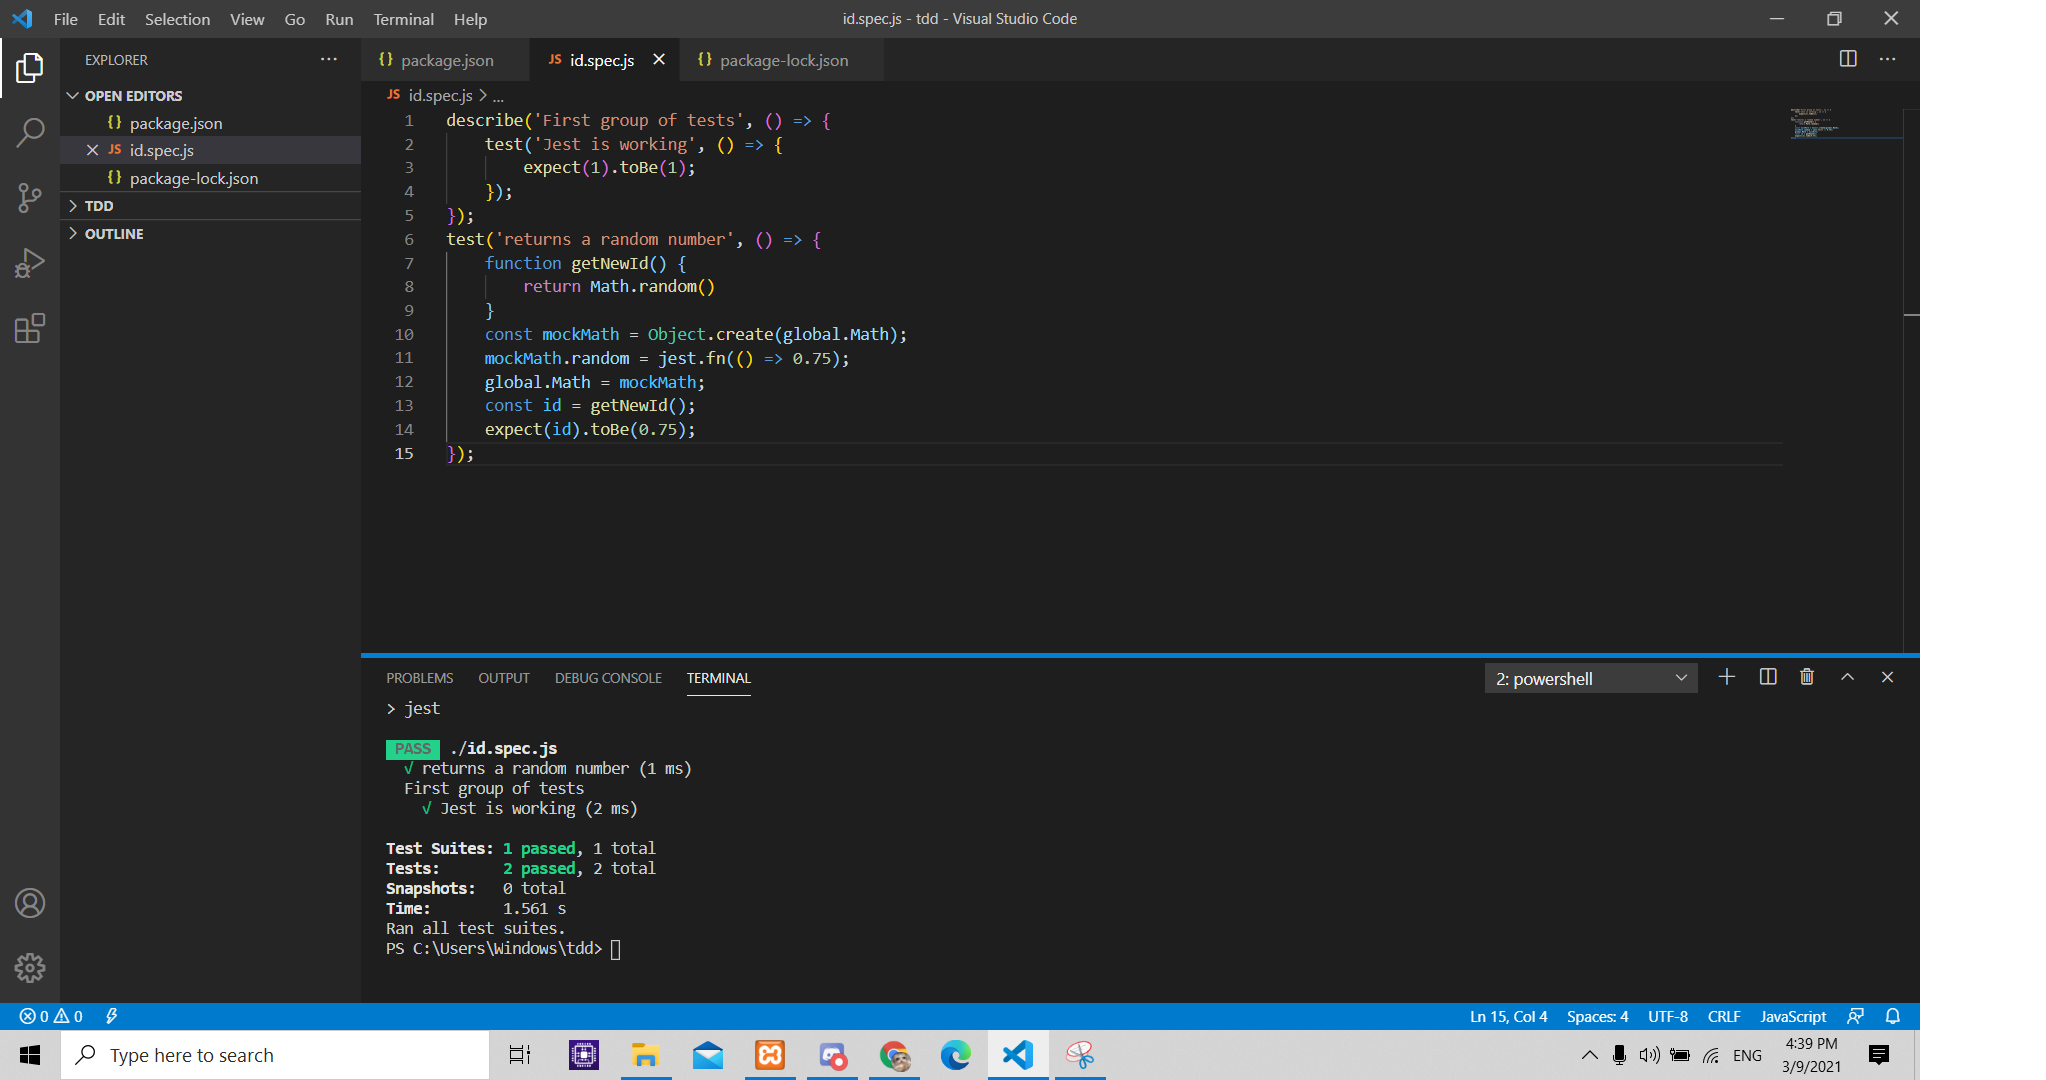 File Edit Selection View Go Run Terminal Help
id.spec.js - tdd - Visual Studio Code
EXPLORER
OPEN EDITORS
{} package.json
JS id.spec.js
{} package-lock.json
TDD
OUTLINE
{} package.json
JS id.spec.js
{} package-lock.json
JS id.spec.js > ...
1 describe('First group of tests', () => {
2     test('Jest is working', () => {
3         expect(1).toBe(1);
4     });
5 });
6 test('returns a random number', () => {
7     function getNewId() {
8         return Math.random()
9     }
10     const mockMath = Object.create(global.Math);
11     mockMath.random = jest.fn(() => 0.75);
12     global.Math = mockMath;
13     const id = getNewId();
14     expect(id).toBe(0.75);
15 });
PROBLEMS OUTPUT DEBUG CONSOLE TERMINAL
2: powershell
> jest
PASS ./id.spec.js
√ returns a random number (1 ms)
First group of tests
√ Jest is working (2 ms)
Test Suites: 1 passed, 1 total
Tests: 2 passed, 2 total
Snapshots: 0 total
Time: 1.561 s
Ran all test suites.
PS C:\Users\Windows\tdd>
0 0
Ln 15, Col 4 Spaces: 4 UTF-8 CRLF JavaScript
Type here to search
ENG
4:39 PM
3/9/2021